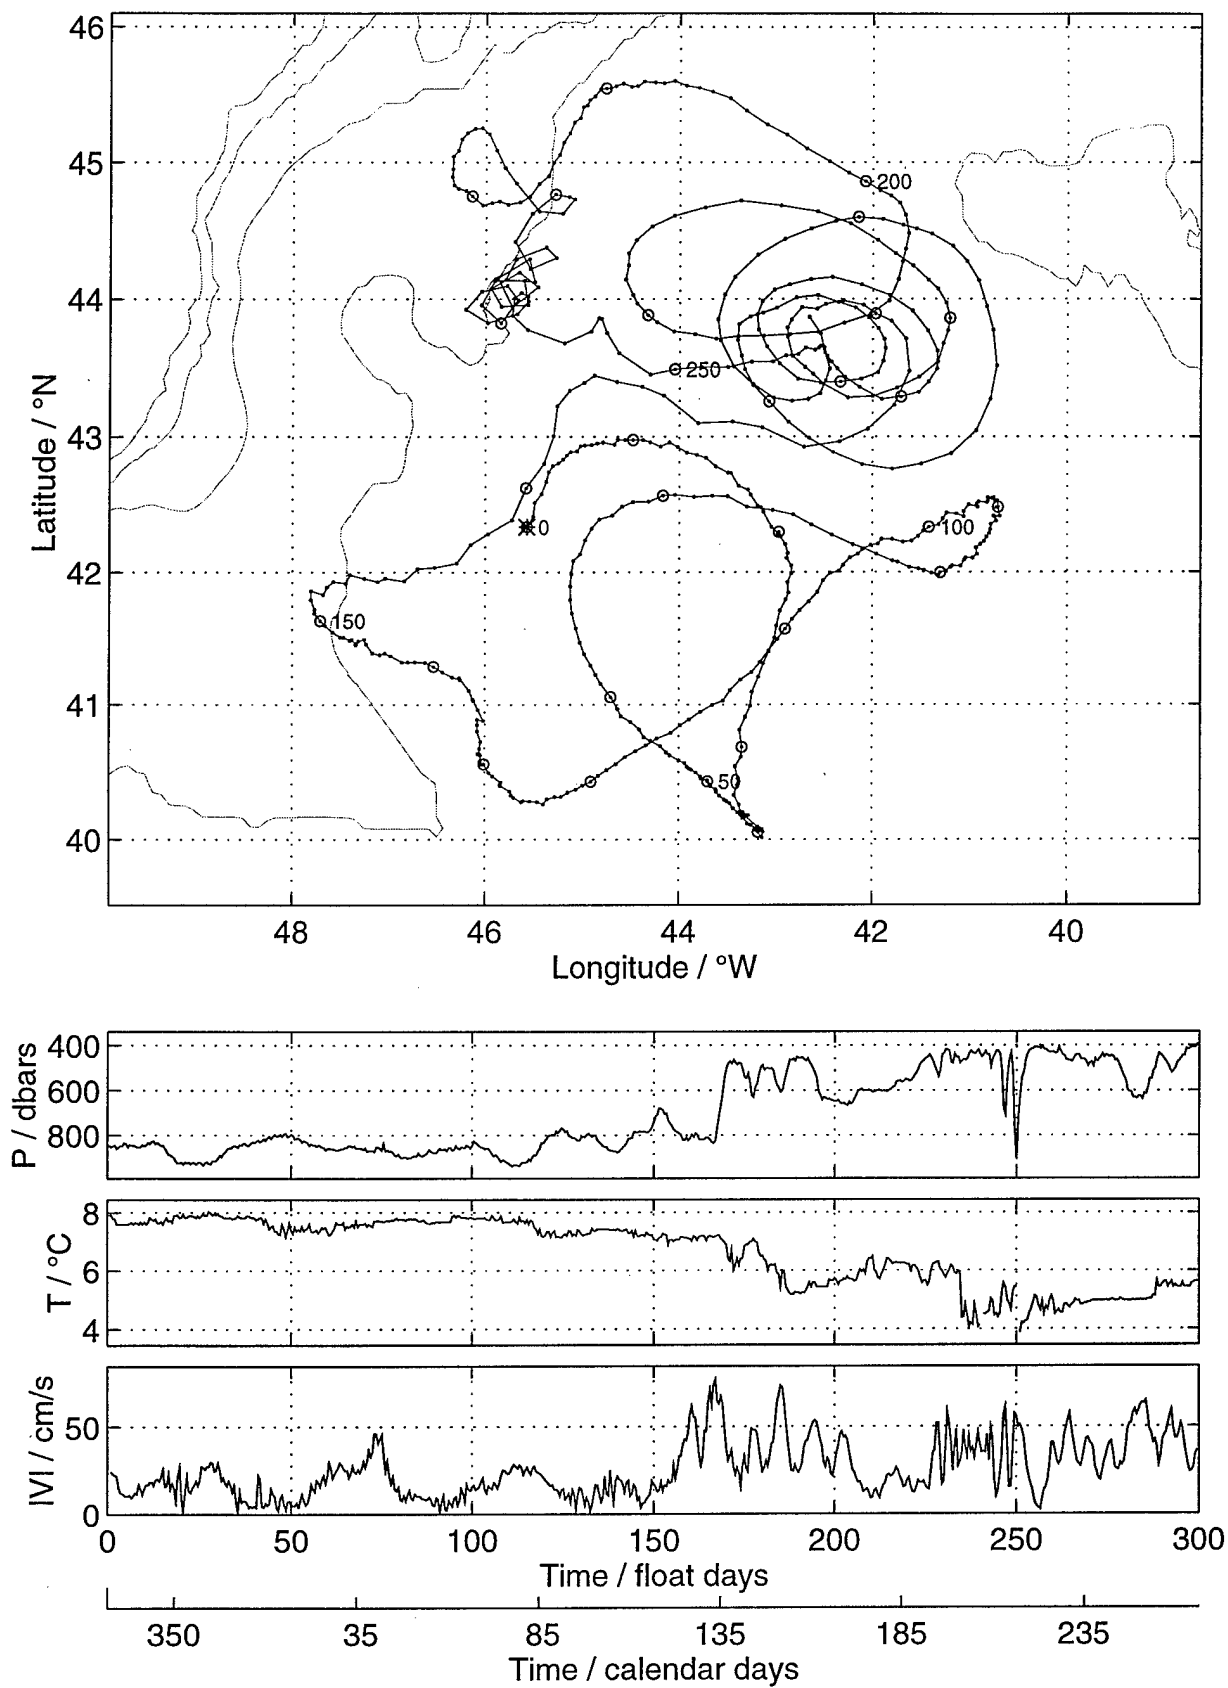 46
45
200
44
250
Latitude / °N
43
0
100
42
150
41
50
40
48 46 44 42 40
Longitude / °W
P / dbars
400
600
800
T / °C
8
6
4
IVI / cm/s
50
0
0 50 100 150 200 250 300
Time / float days
350 35 85 135 185 235
Time / calendar days